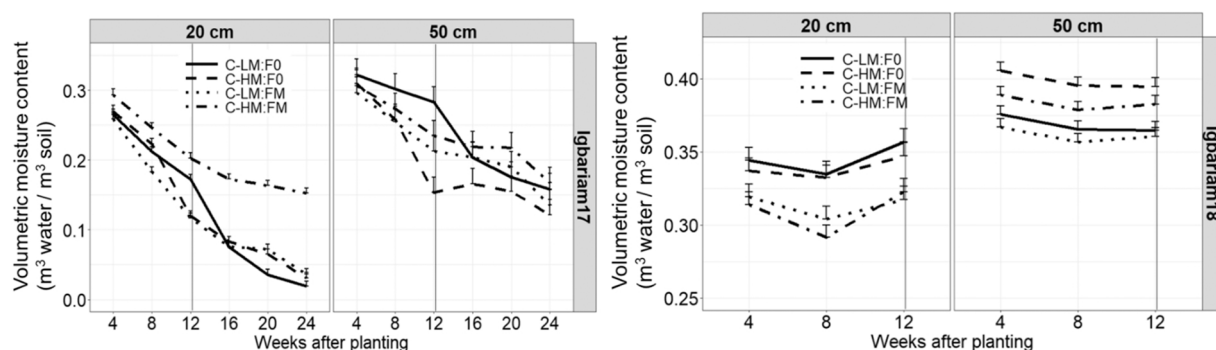 20 cm
50 cm
Volumetric moisture content
(m³ water / m³ soil)
0.3
0.2
0.1
0.0
C-LM:F0
C-HM:F0
C-LM:FM
C-HM:FM
Igbariam17
4 8 12 16 20 24
4 8 12 16 20 24
Weeks after planting
20 cm
50 cm
Volumetric moisture content
(m³ water / m³ soil)
0.40
0.35
0.30
0.25
C-LM:F0
C-HM:F0
C-LM:FM
C-HM:FM
Igbariam18
4 8 12
4 8 12
Weeks after planting